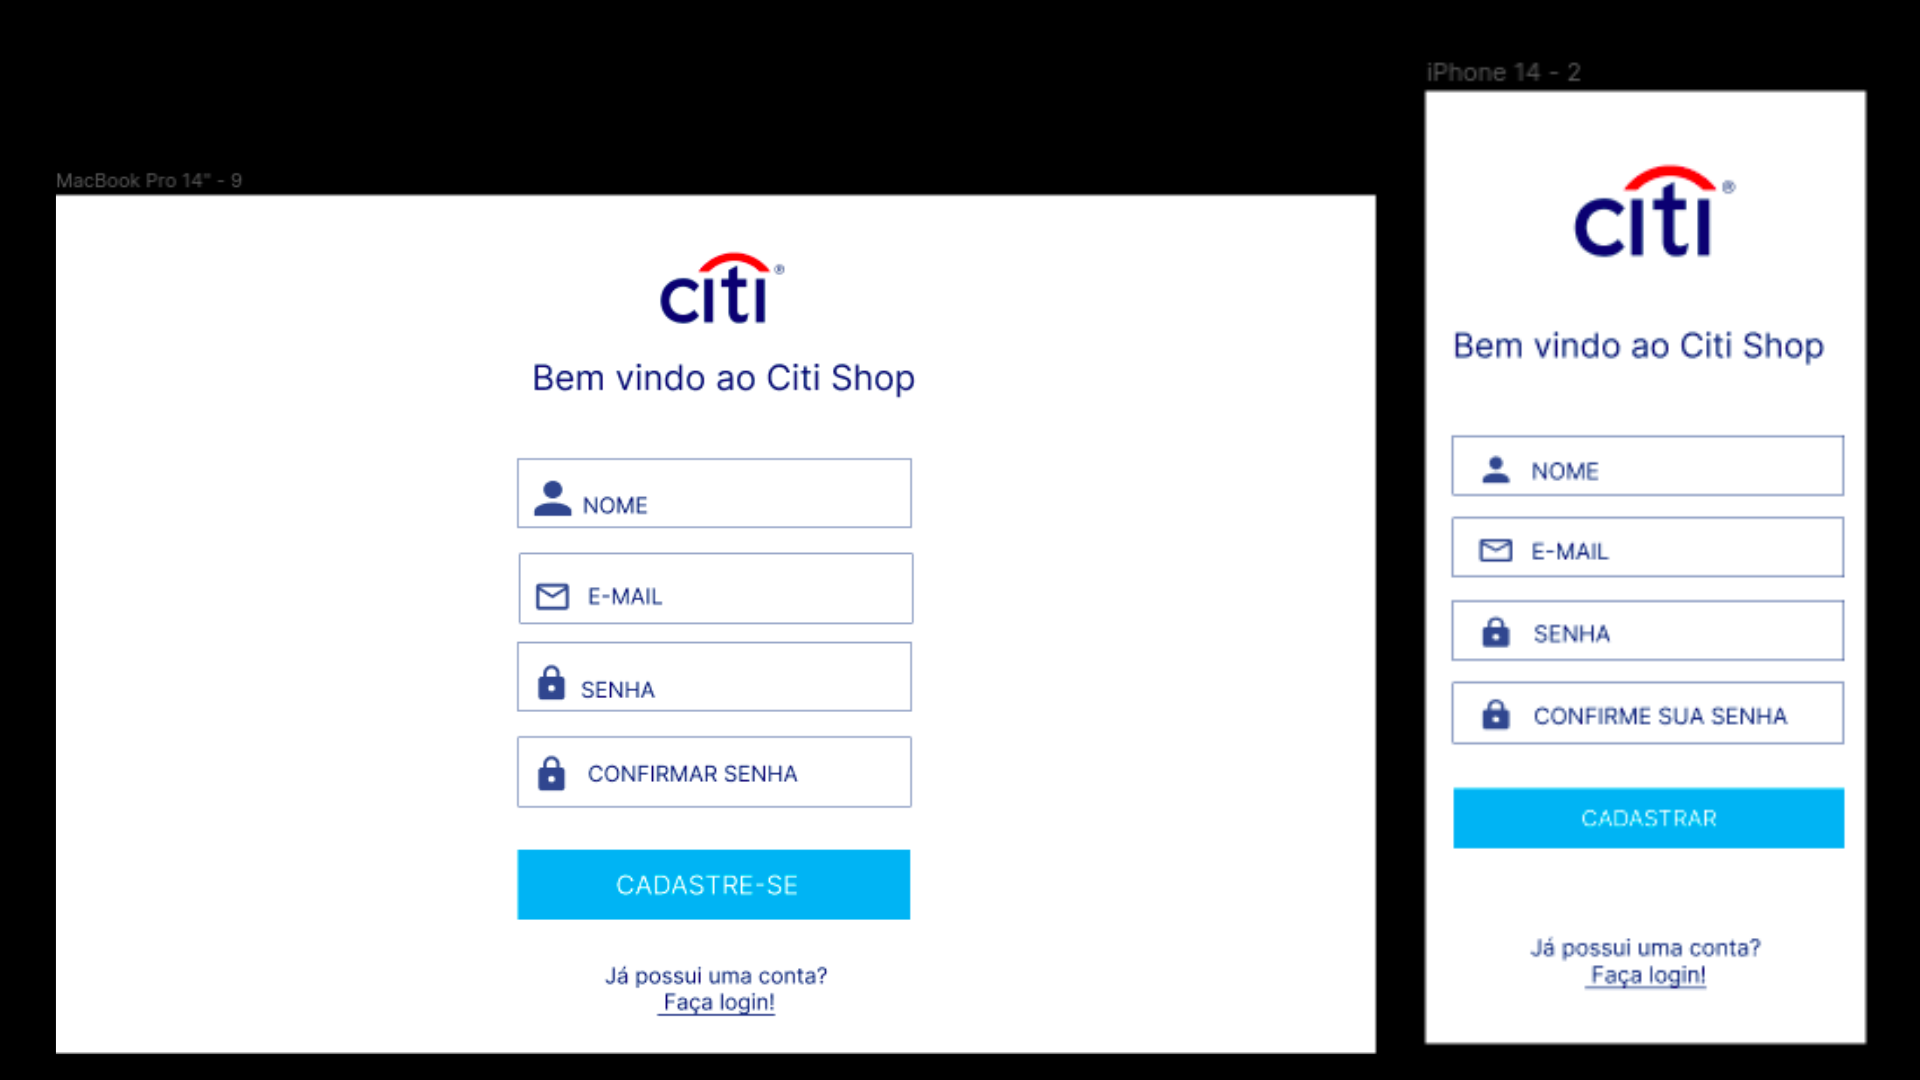 MacBook Pro 14" - 9
citi®
Bem vindo ao Citi Shop
NOME
E-MAIL
SENHA
CONFIRMAR SENHA
CADASTRE-SE
Já possui uma conta?
Faça login!
iPhone 14 - 2
citi®
Bem vindo ao Citi Shop
NOME
E-MAIL
SENHA
CONFIRME SUA SENHA
CADASTRAR
Já possui uma conta?
Faça login!